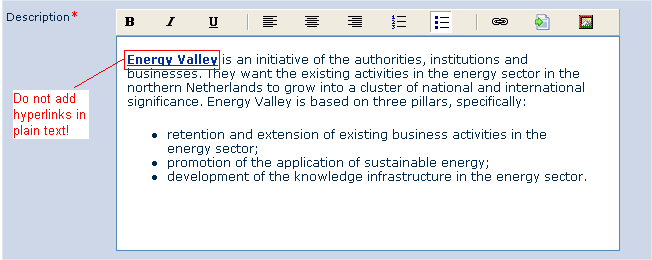 Description*
B I U
Energy Valley is an initiative of the authorities, institutions and
businesses. They want the existing activities in the energy sector in the
northern Netherlands to grow into a cluster of national and international
significance. Energy Valley is based on three pillars, specifically:
Do not add
hyperlinks in
plain text!
• retention and extension of existing business activities in the
energy sector;
• promotion of the application of sustainable energy;
• development of the knowledge infrastructure in the energy sector.